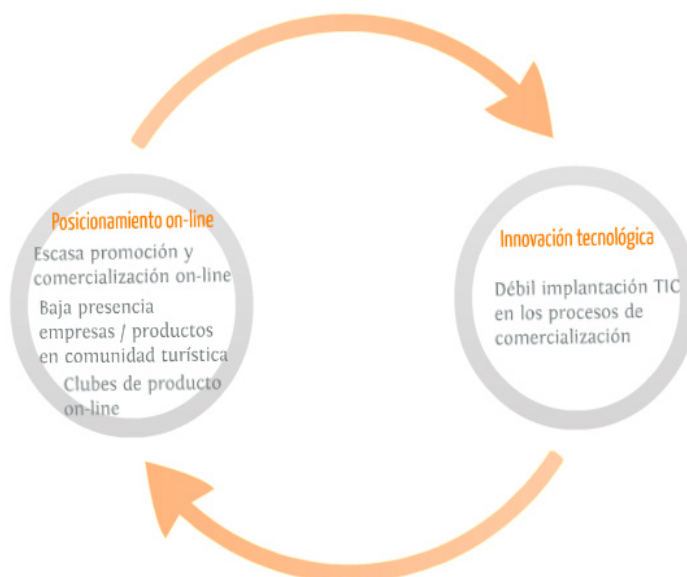 Posicionamiento on-line
Escasa promoción y
comercialización on-line
Baja presencia
empresas / productos
en comunidad turística
Clubes de producto
on-line
Innovación tecnológica
Débil implantación TIC
en los procesos de
comercialización